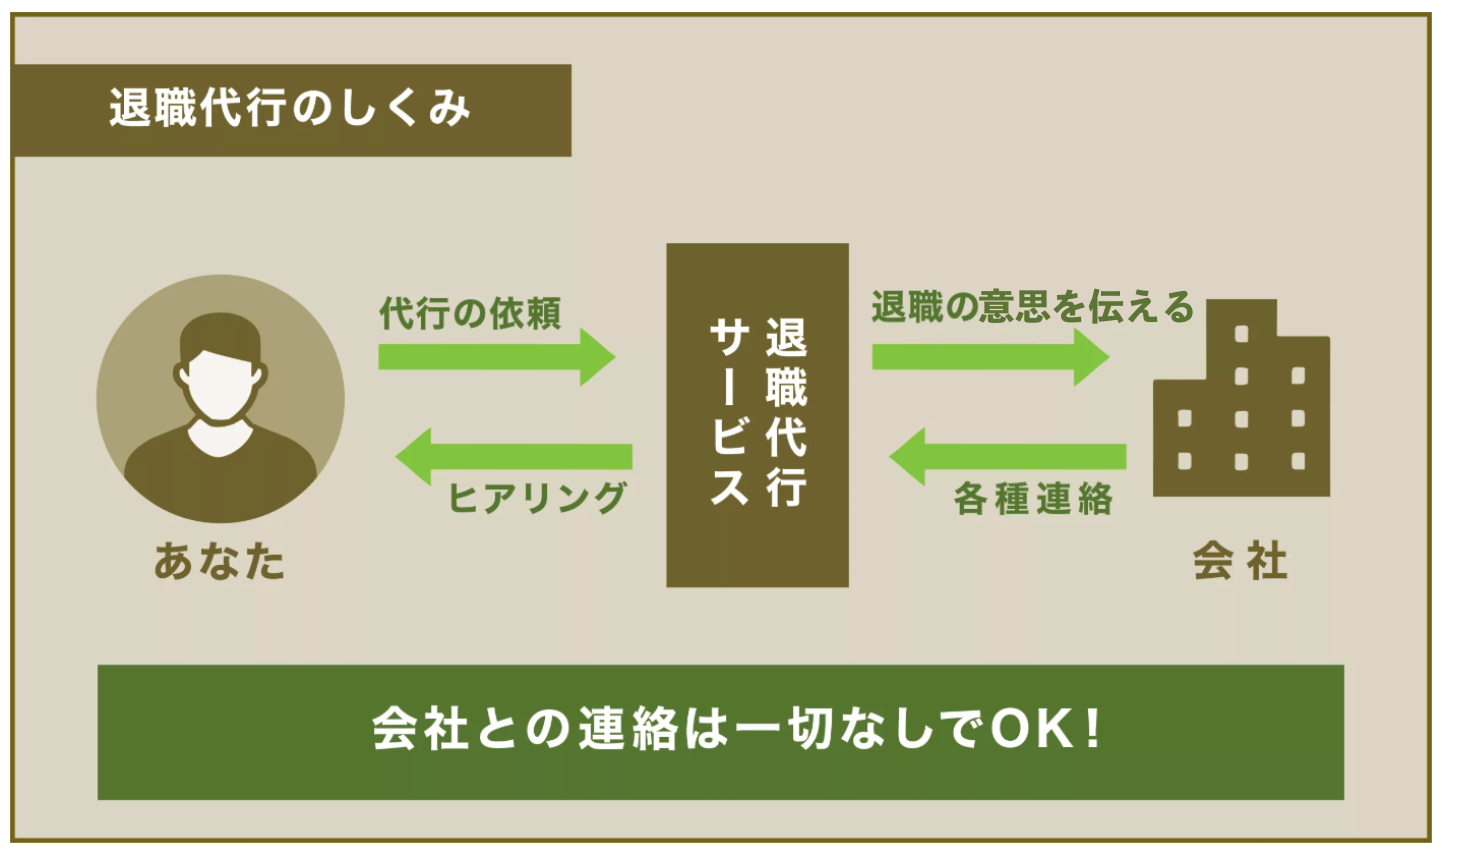 退職代行のしくみ
代行の依頼
ヒアリング
あなた
退職代行
サービス
退職の意思を伝える
各種連絡
会社
会社との連絡は一切なしでOK！